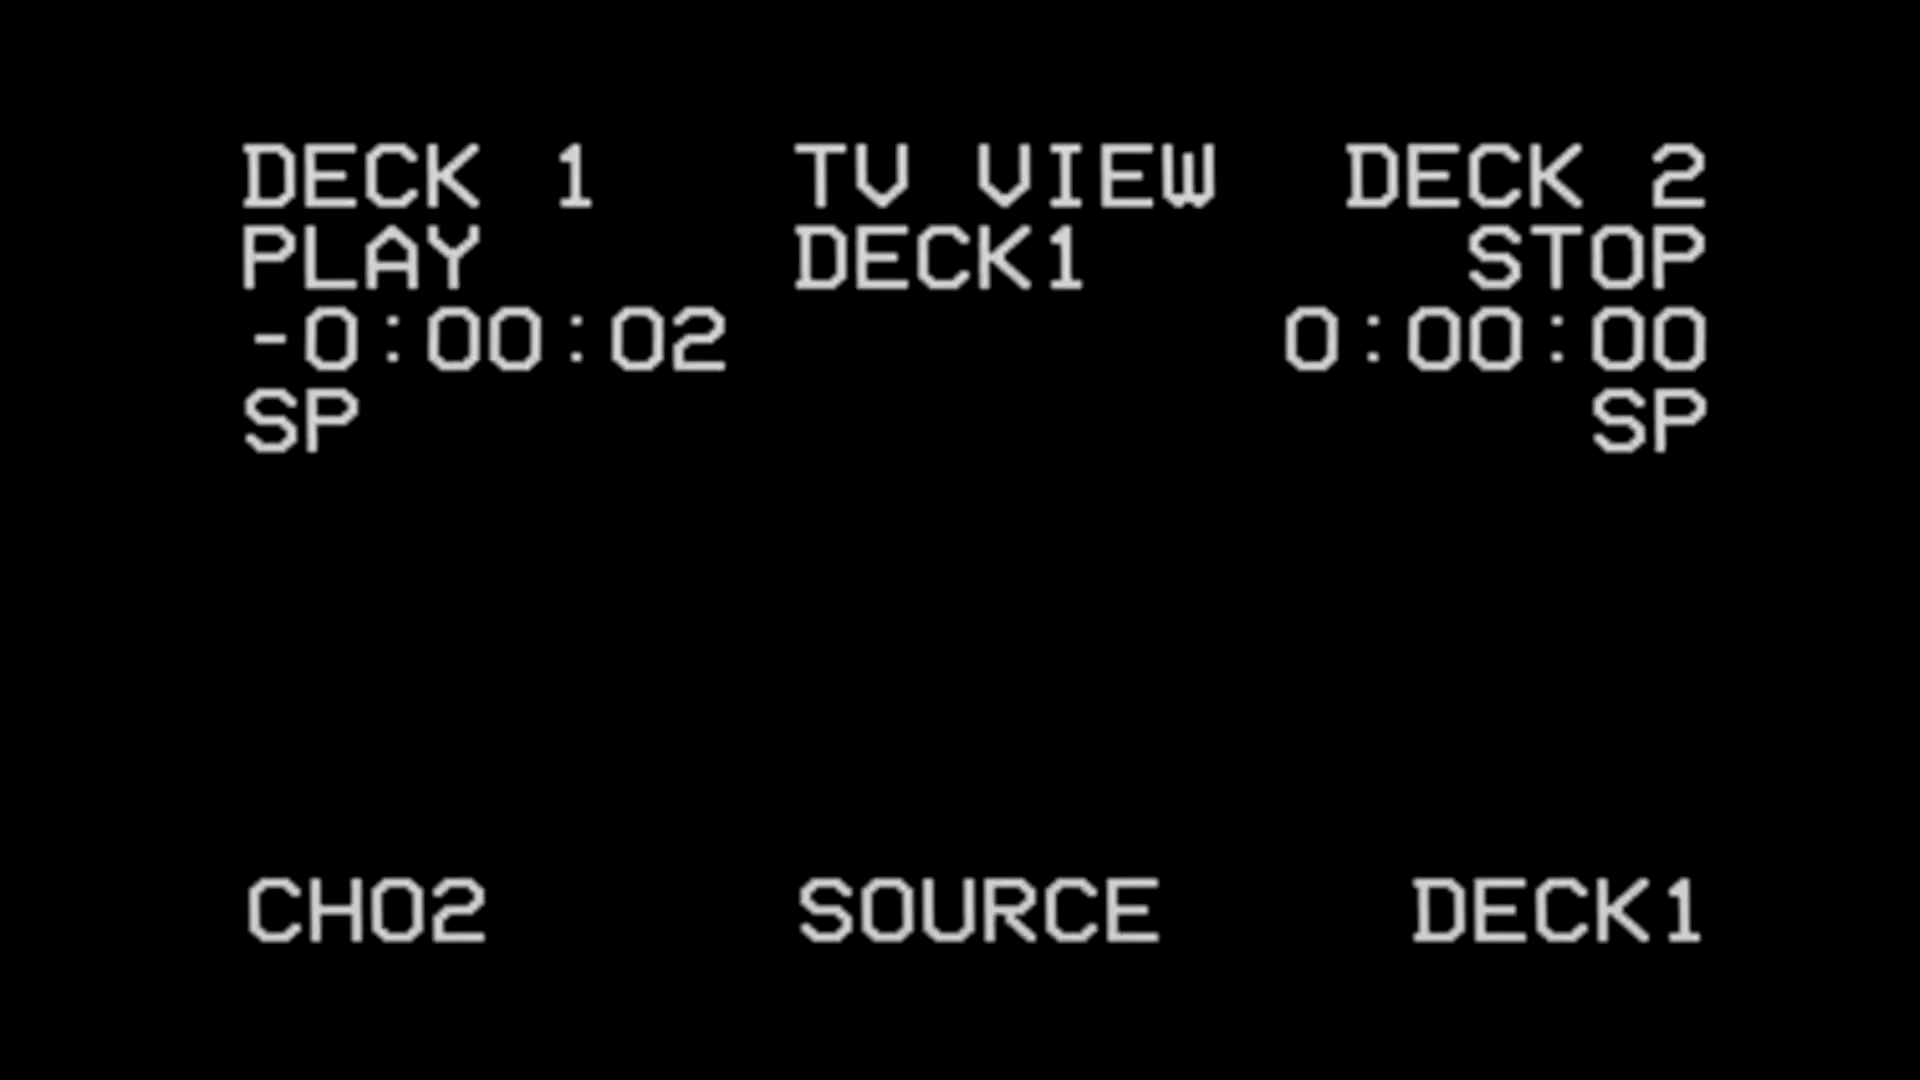 DECK 1 TV VIEW DECK 2
PLAY DECK1 STOP
-0:00:02 0:00:00
SP SP
CH02 SOURCE DECK1